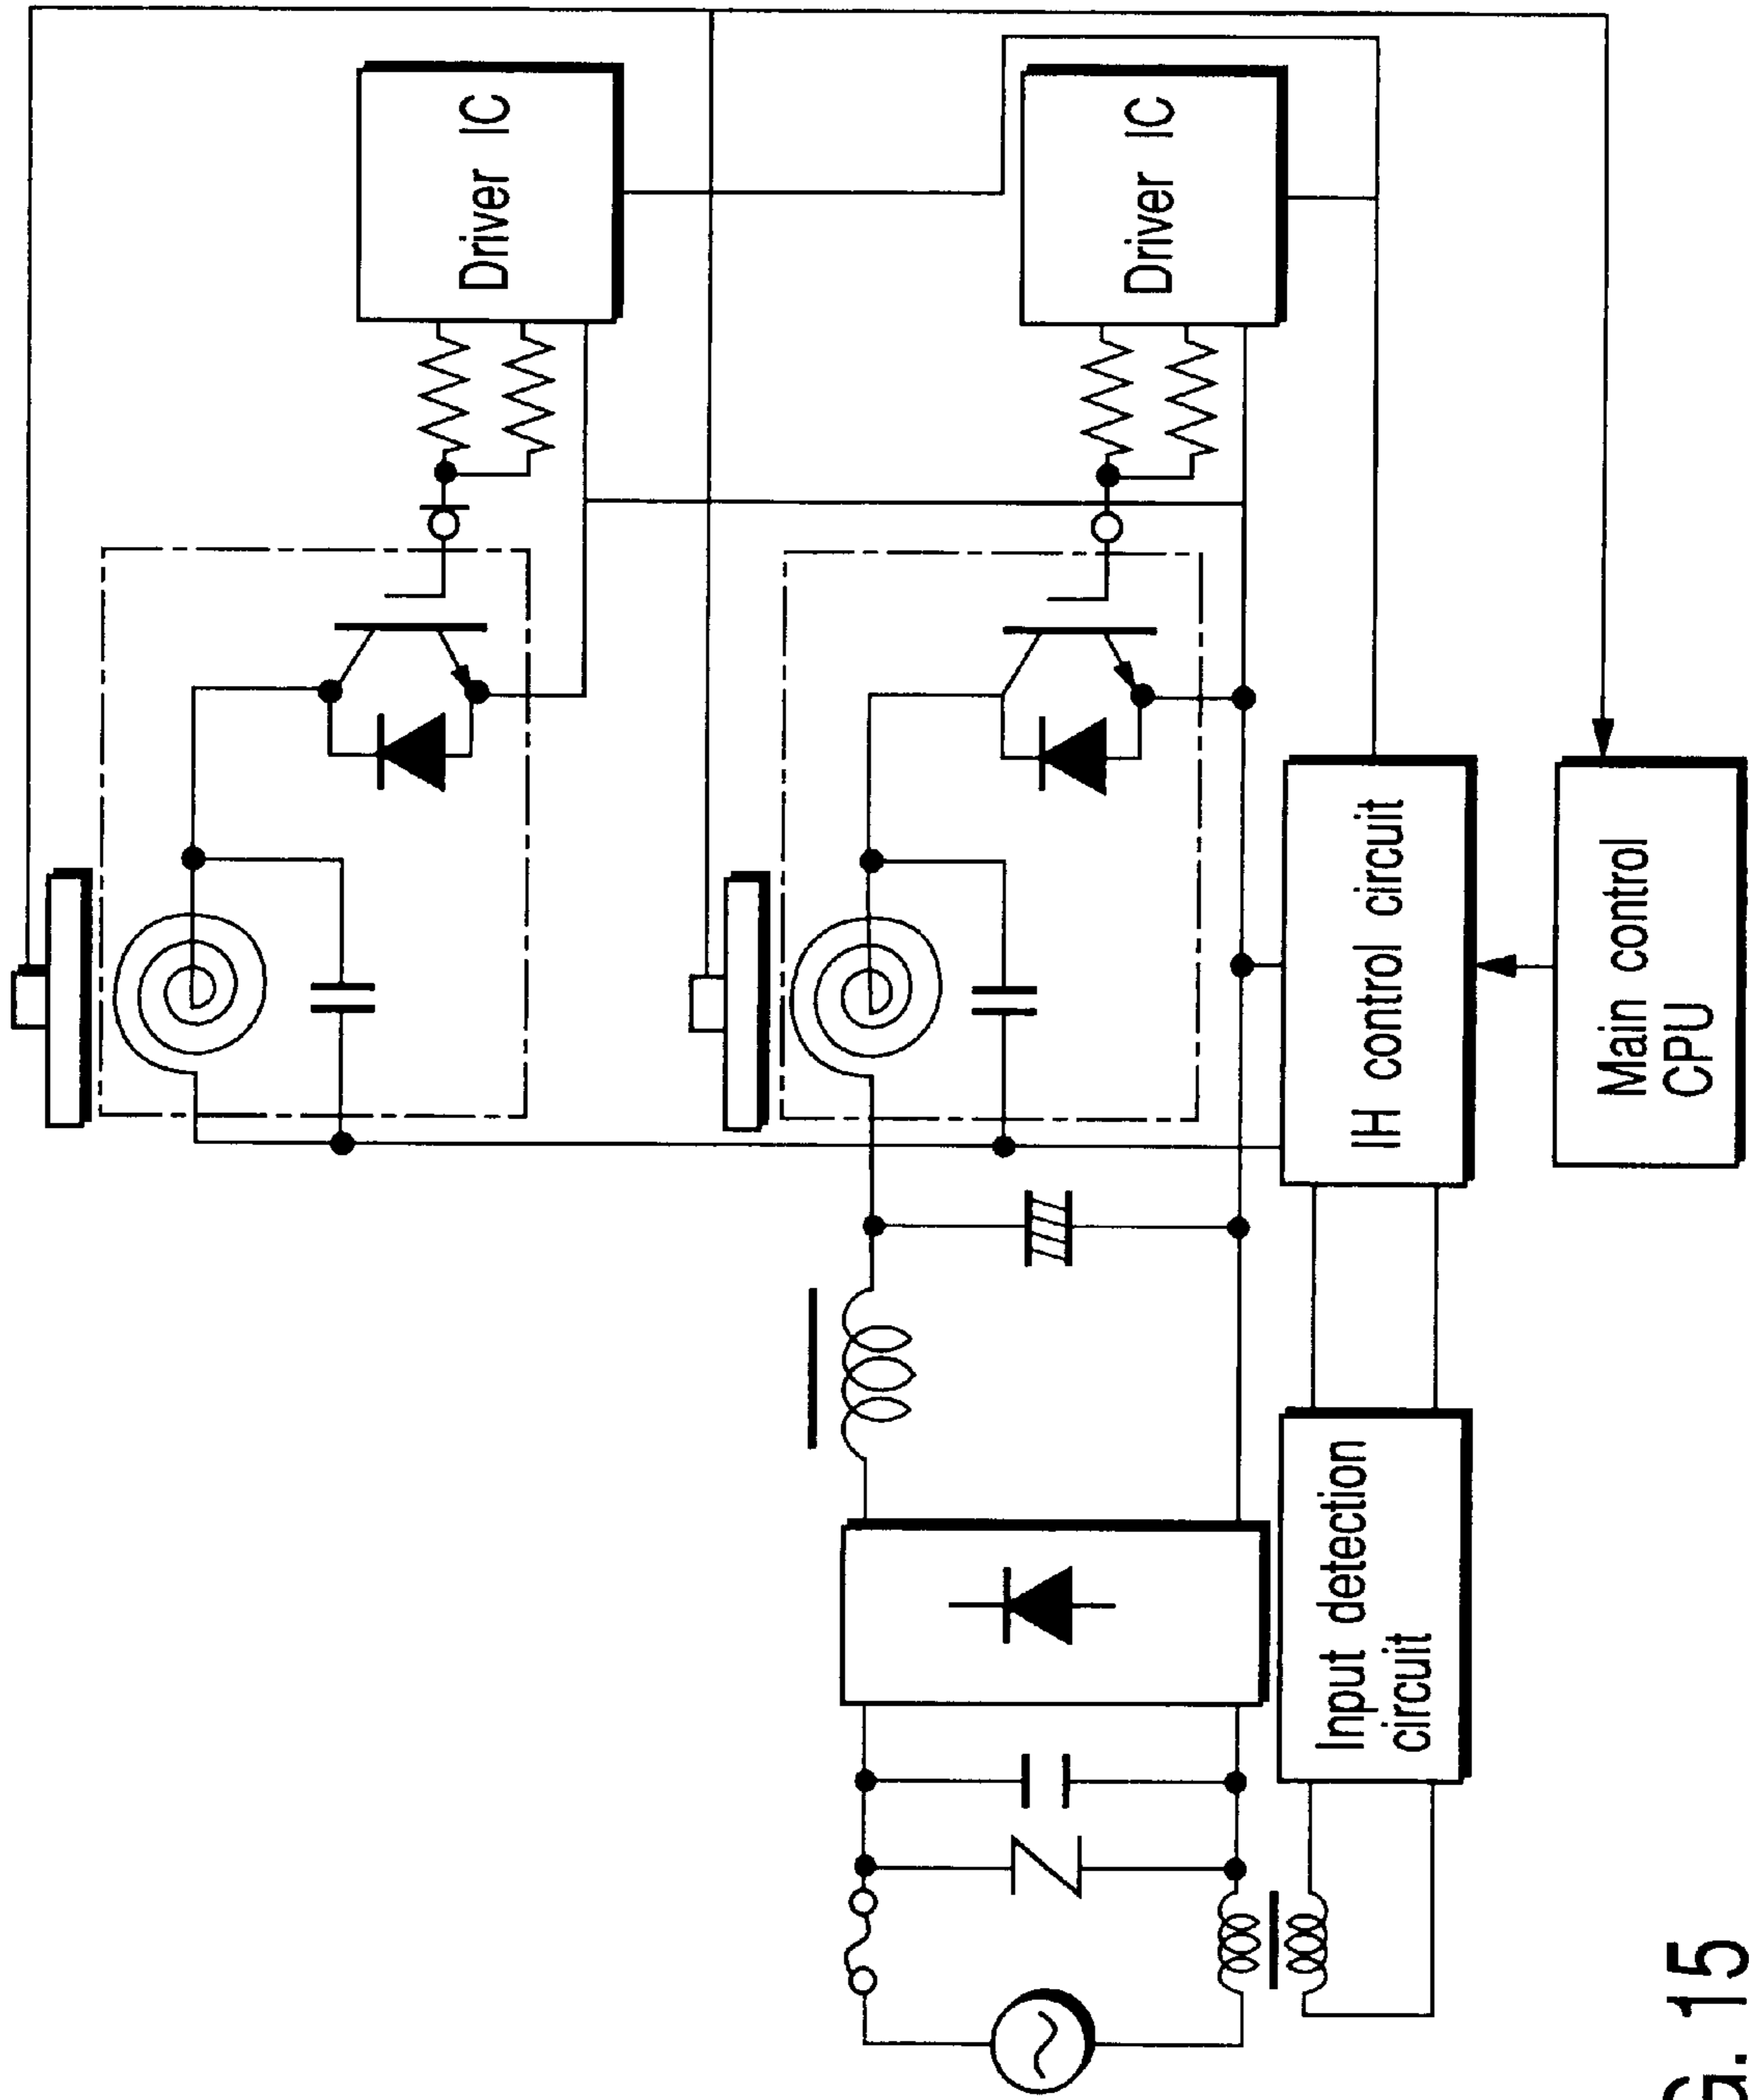 Driver IC
Driver IC
IH control circuit
Main control
CPU
Input detection
circuit
15